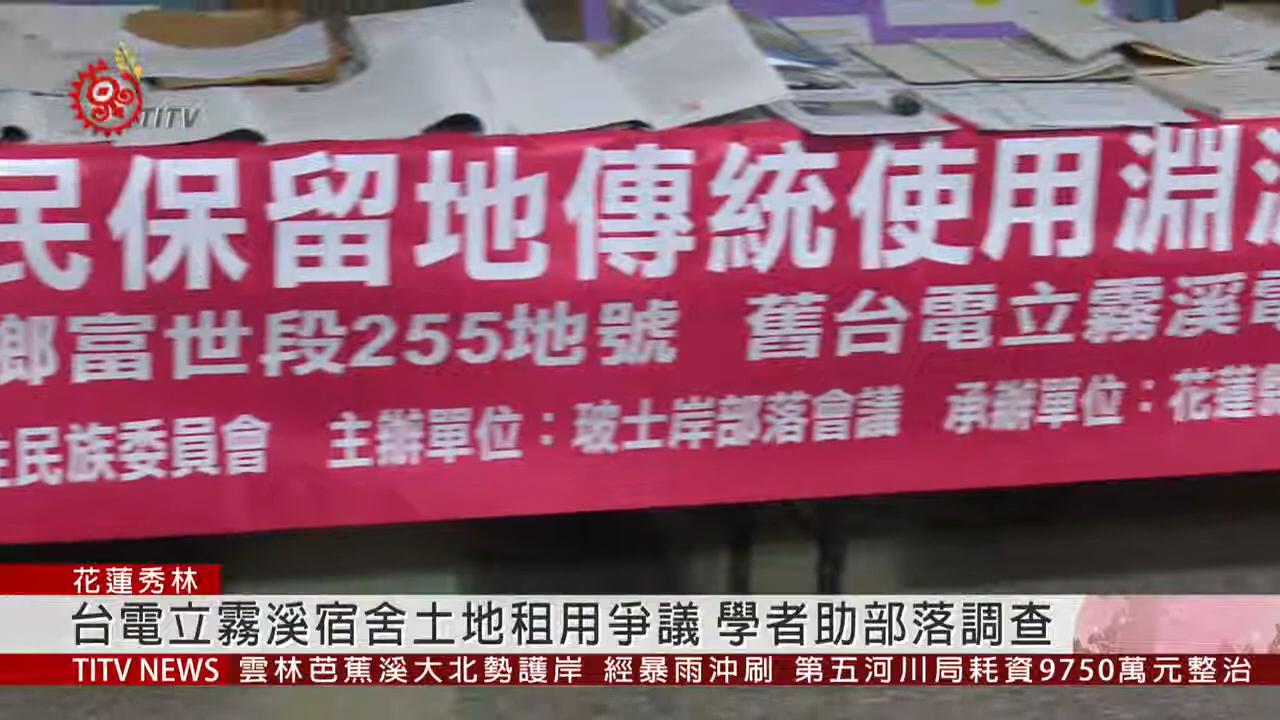 TITV
民保留地傳統使用淵
鄉富世段255地號 舊台電立霧溪電
民族委員會 主辦單位：玻士岸部落會議 承辦單位：花蓮縣
花蓮秀林
台電立霧溪宿舍土地租用爭議 學者助部落調查
TITV NEWS 雲林芭蕉溪大北勢護岸 經暴雨沖刷 第五河川局耗資9750萬元整治